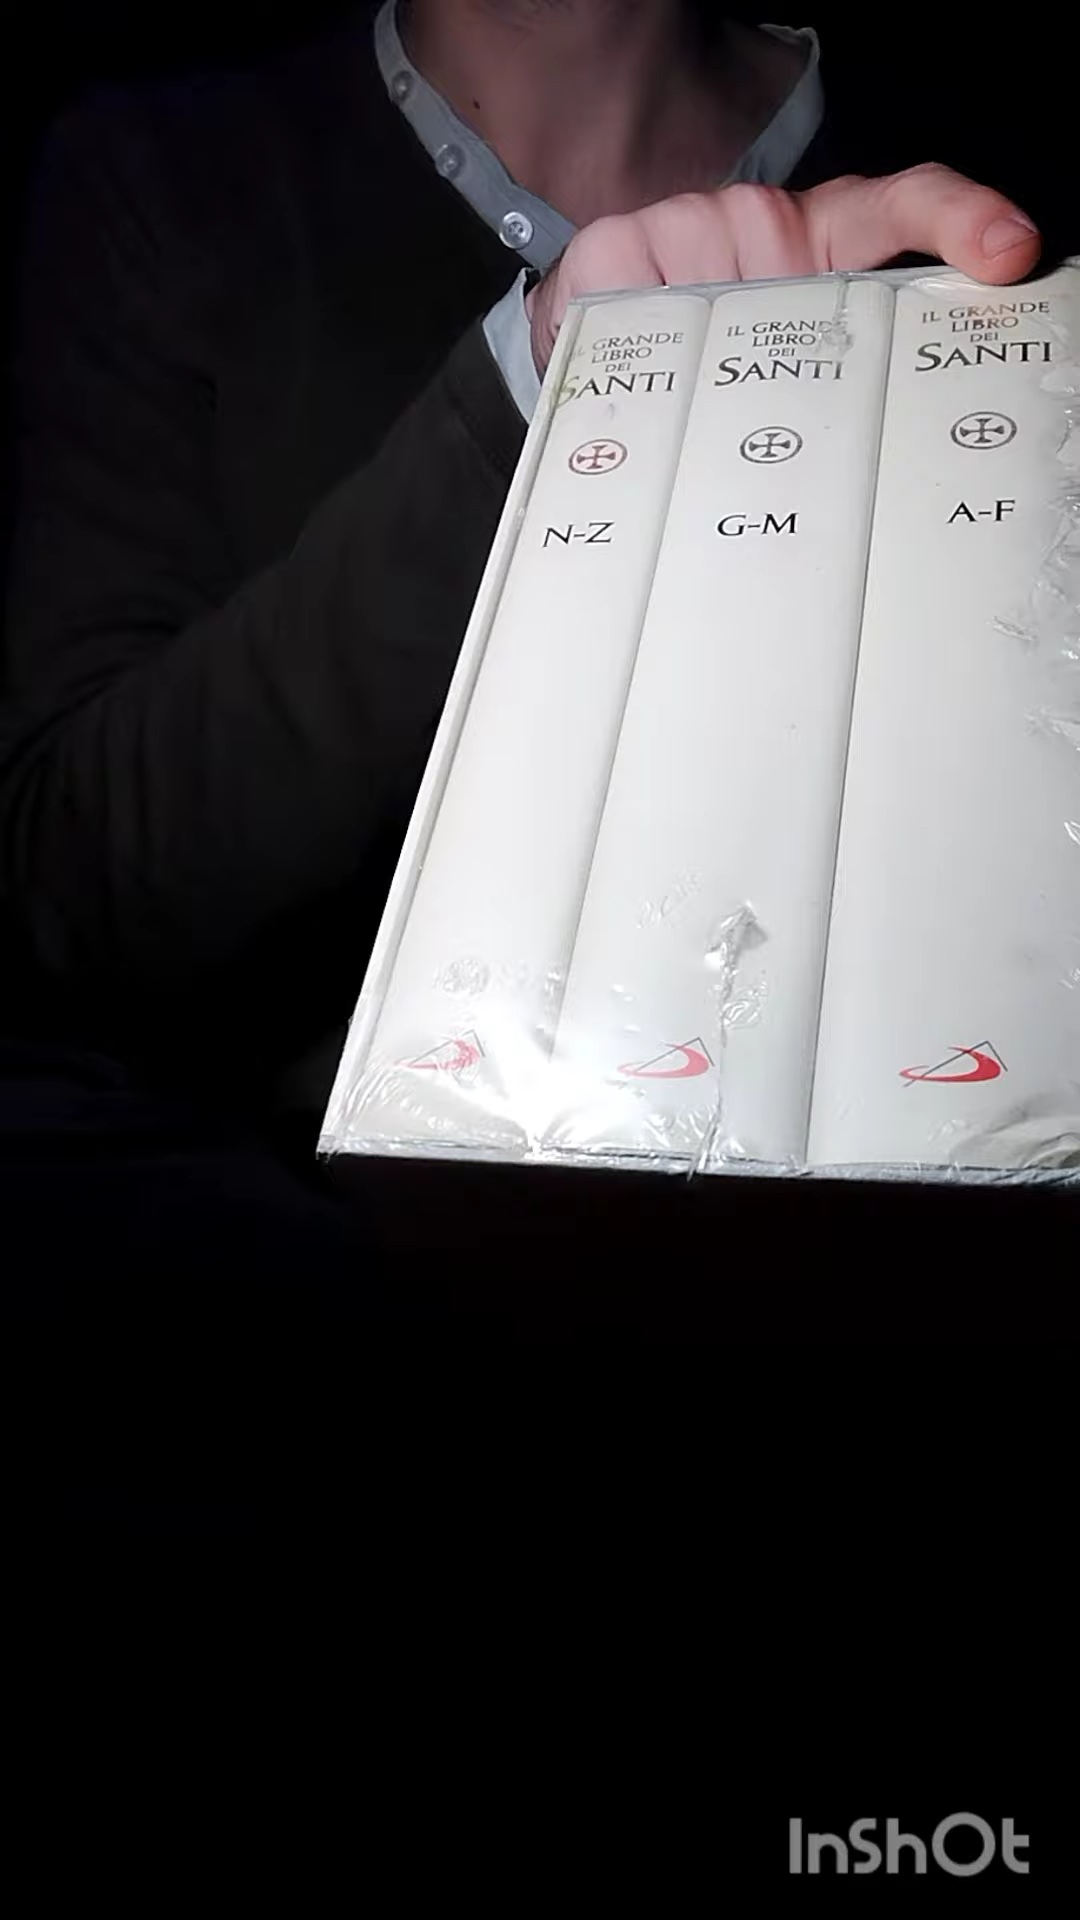 IL GRANDE
LIBRO
DEI
SANTI
N-Z
IL GRANDE
LIBRO
DEI
SANTI
G-M
IL GRANDE
LIBRO
DEI
SANTI
A-F
InShOt